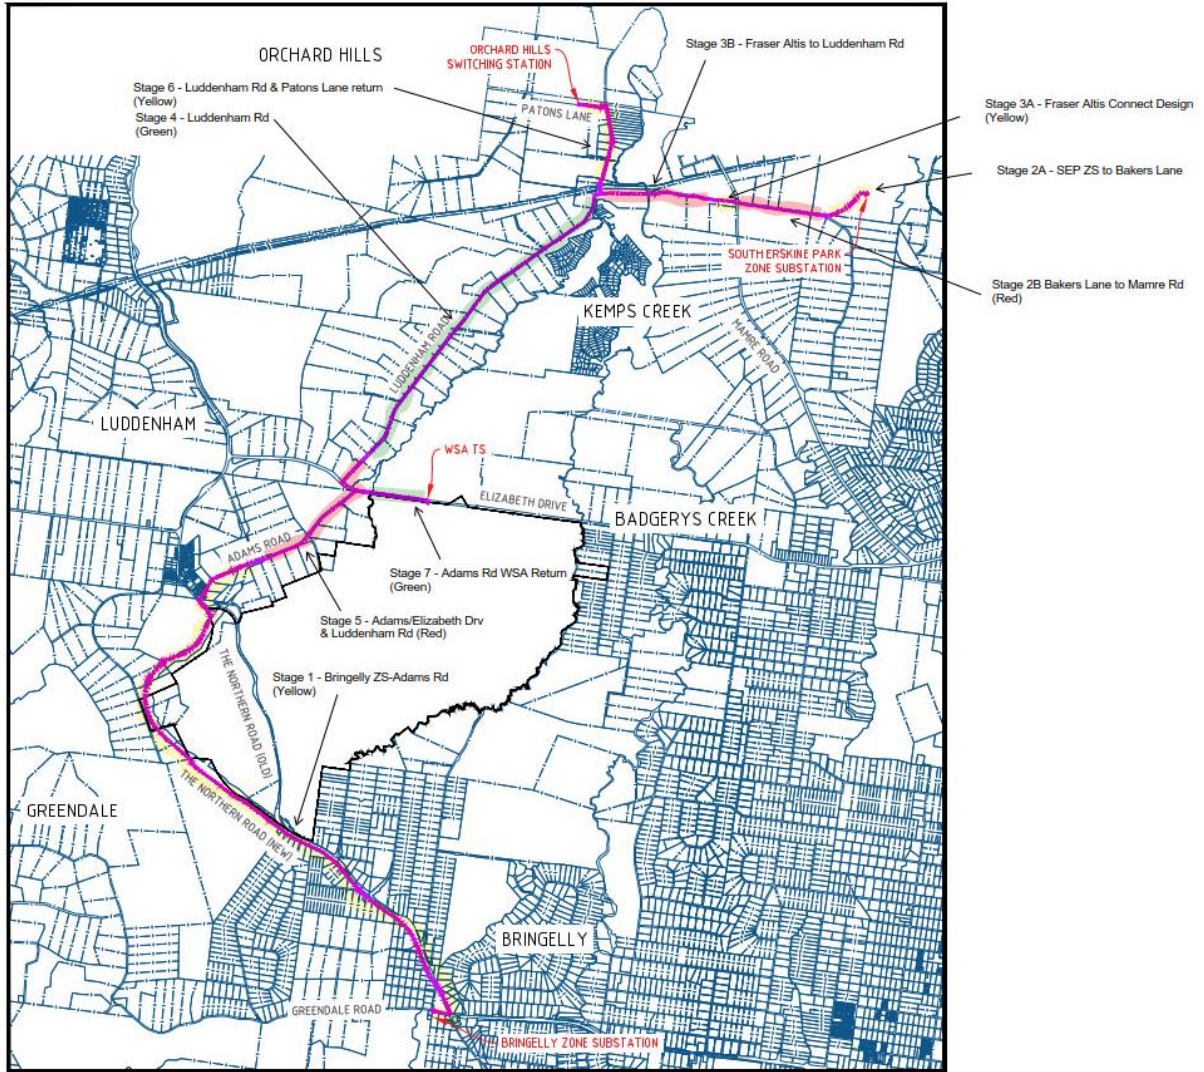 ORCHARD HILLS
ORCHARD HILLS
SWITCHING STATION
Stage 3B - Fraser Altis to Luddenham Rd
Stage 6 - Luddenham Rd & Patons Lane return
(Yellow)
Stage 4 - Luddenham Rd
(Green)
PATONS LANE
Stage 3A - Fraser Altis Connect Design
(Yellow)
Stage 2A - SEP ZS to Bakers Lane
SOUTH ERSKINE PARK
ZONE SUBSTATION
Stage 2B Bakers Lane to Mamre Rd
(Red)
KEMPS CREEK
MAMRE ROAD
LUDDENHAM ROAD
LUDDENHAM
WSA TS
ELIZABETH DRIVE
BADGERYS CREEK
ADAMS ROAD
Stage 7 - Adams Rd WSA Return
(Green)
Stage 5 - Adams/Elizabeth Drv
& Luddenham Rd (Red)
Stage 1 - Bringelly ZS-Adams Rd
(Yellow)
THE NORTHERN ROAD (OLD)
THE NORTHERN ROAD (NEW)
GREENDALE
BRINGELLY
GREENDALE ROAD
BRINGELLY ZONE SUBSTATION